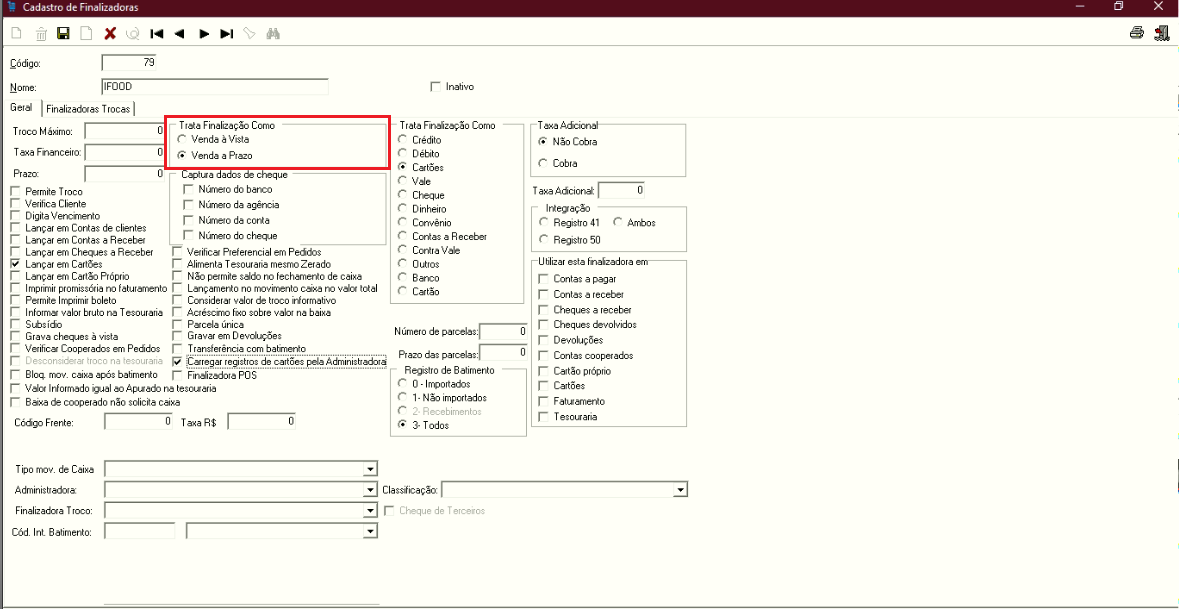 Cadastro de Finalizadoras
Código: 79
Nome: IFOOD
Inativo
Geral
Finalizadoras Trocas
Troco Máximo: 0
Taxa Financeiro: 0
Prazo: 0
Permite Troco
Verifica Cliente
Digita Vencimento
Lançar em Contas de clientes
Lançar em Contas a Receber
Lançar em Cheques a Receber
Lançar em Cartões
Lançar em Cartão Próprio
Imprimir promissória no faturamento
Permite Imprimir boleto
Informar valor bruto na Tesouraria
Subsídio
Grava cheques à vista
Verificar Cooperados em Pedidos
Desconsiderar troco na tesouraria
Bloq. mov. caixa após batimento
Valor Informado igual ao Apurado na tesouraria
Baixa de cooperado não solicita caixa
Código Frente: 0
Taxa R$ 0
Trata Finalização Como
Venda à Vista
Venda a Prazo
Captura dados de cheque
Número do banco
Número da agência
Número da conta
Número do cheque
Verificar Preferencial em Pedidos
Alimenta Tesouraria mesmo Zerado
Não permite saldo no fechamento de caixa
Lançamento no movimento caixa no valor total
Considerar valor de troco informativo
Acréscimo fixo sobre valor na baixa
Parcela única
Gravar em Devoluções
Transferência com batimento
Carregar registros de cartões pela Administradora
Finalizadora POS
Trata Finalização Como
Crédito
Débito
Cartões
Vale
Cheque
Dinheiro
Convênio
Contas a Receber
Contra Vale
Outros
Banco
Cartão
Número de parcelas: 0
Prazo das parcelas: 0
Registro de Batimento
0 - Importados
1- Não importados
2- Recebimentos
3- Todos
Taxa Adicional
Não Cobra
Cobra
Taxa Adicional: 0
Integração
Registro 41
Ambos
Registro 50
Utilizar esta finalizadora em
Contas a pagar
Contas a receber
Cheques a receber
Cheques devolvidos
Devoluções
Contas cooperados
Cartão próprio
Cartões
Faturamento
Tesouraria
Tipo mov. de Caixa
Administradora:
Classificação:
Finalizadora Troco:
Cheque de Terceiros
Cód. Int. Batimento: